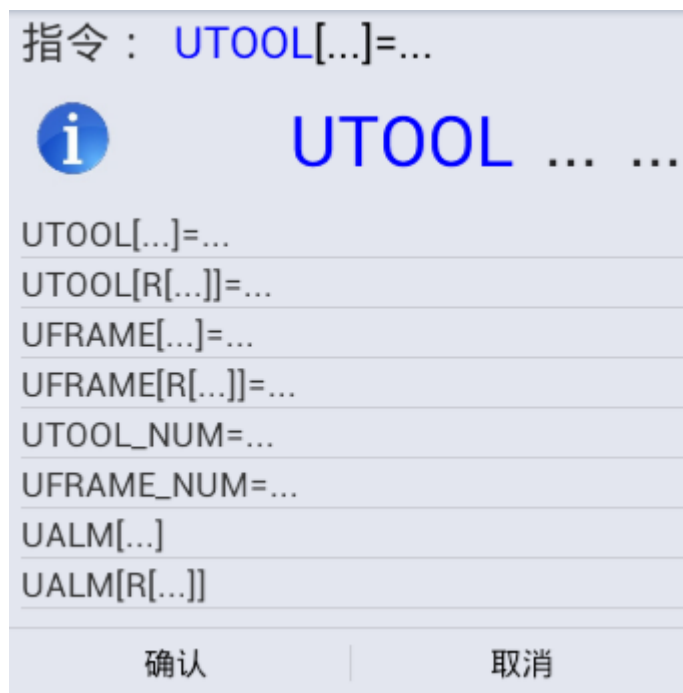 指令： UTOOL[...]=...
UTOOL ... ...
UTOOL[...]=...
UTOOL[R[...]]=...
UFRAME[...]=...
UFRAME[R[...]]=...
UTOOL_NUM=...
UFRAME_NUM=...
UALM[...]
UALM[R[...]]
确认 取消